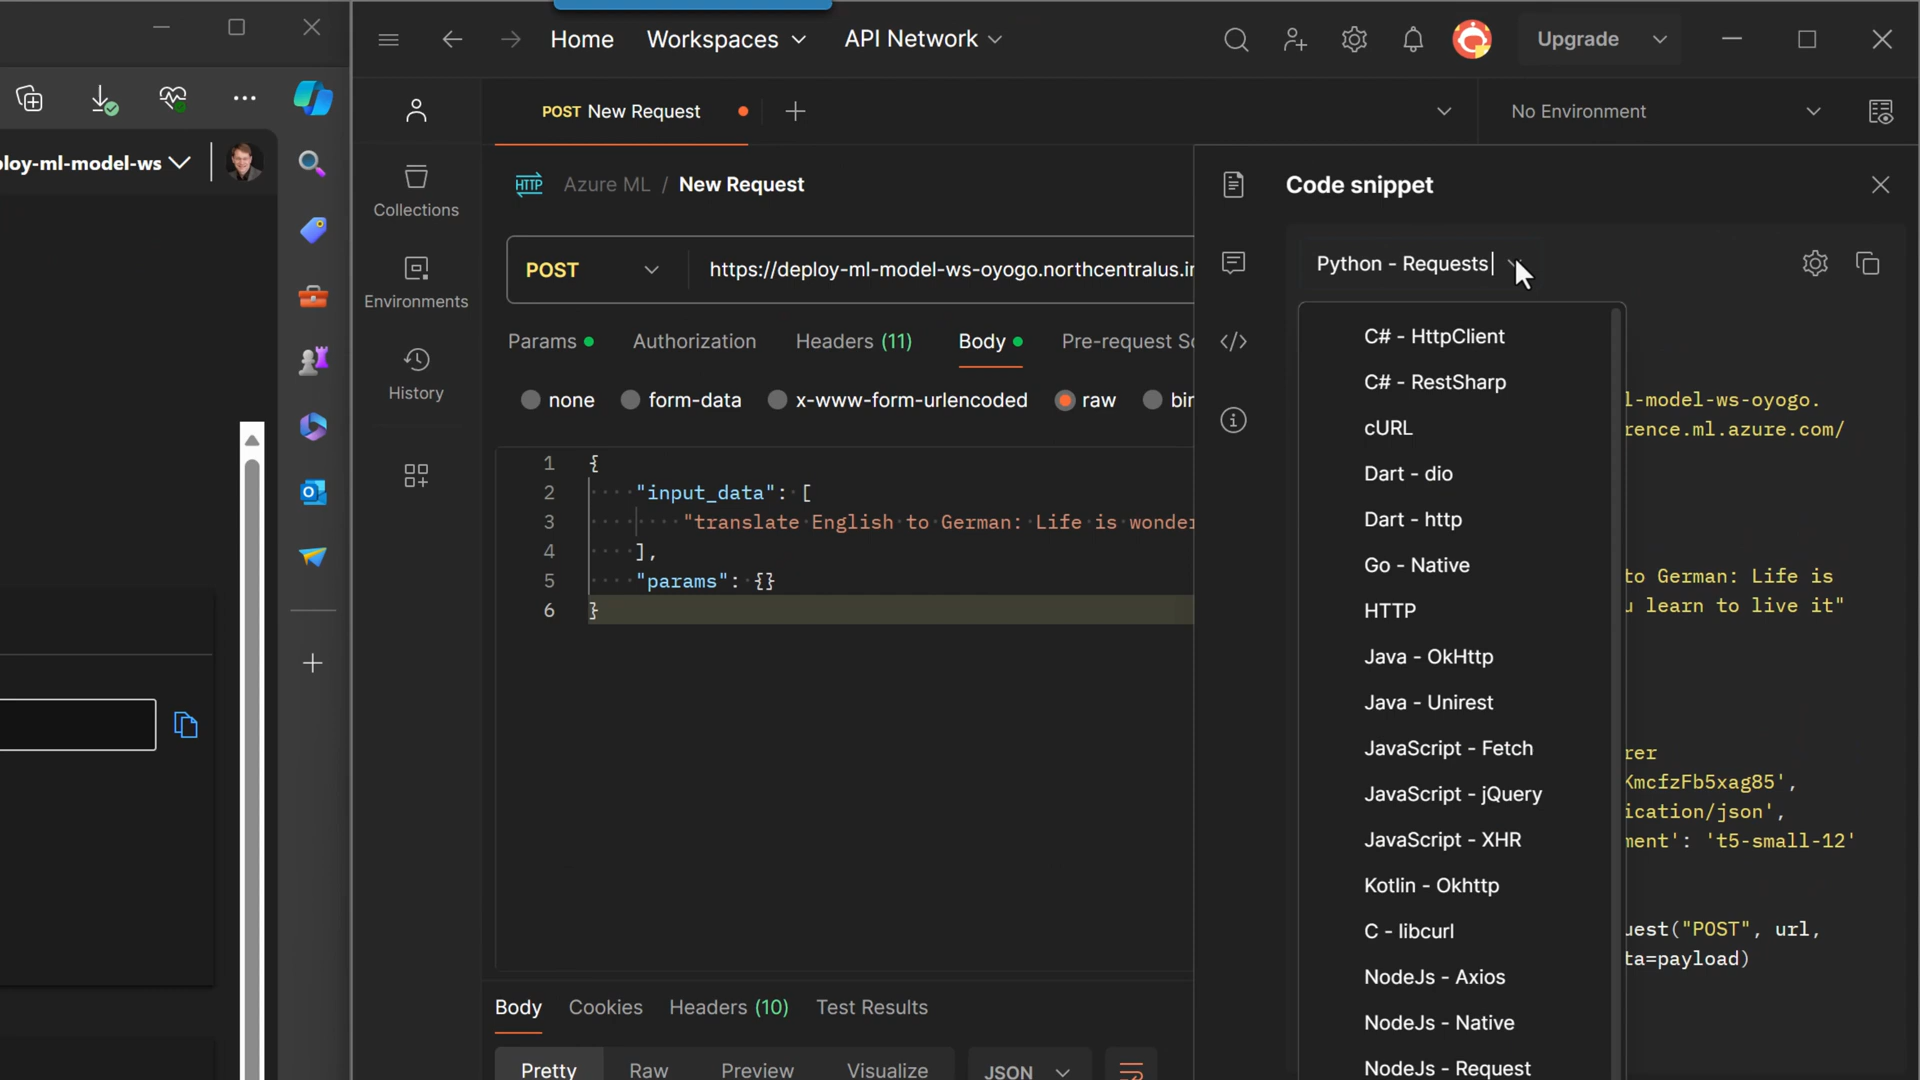 Home
Workspaces
API Network
Upgrade
POST New Request
No Environment
loy-ml-model-ws
Collections
Environments
History
HTTP
Azure ML / New Request
POST
https://deploy-ml-model-ws-oyogo.northcentralus.in
Params
Authorization
Headers (11)
Body
Pre-request Sc
none
form-data
x-www-form-urlencoded
raw
bin
1 {
2 "input_data": [
3 "translate English to German: Life is wonder
4 ],
5 "params": {}
6 }
Body
Cookies
Headers (10)
Test Results
Pretty
Raw
Preview
Visualize
JSON
Code snippet
Python - Requests
C# - HttpClient
C# - RestSharp
cURL
Dart - dio
Dart - http
Go - Native
HTTP
Java - OkHttp
Java - Unirest
JavaScript - Fetch
JavaScript - jQuery
JavaScript - XHR
Kotlin - Okhttp
C - libcurl
NodeJs - Axios
NodeJs - Native
NodeJs - Request
l-model-ws-oyogo.
rence.ml.azure.com/
to German: Life is
u learn to live it"
rer
KmcfzFb5xag85',
ication/json',
ment': 't5-small-12'
uest("POST", url,
ta=payload)